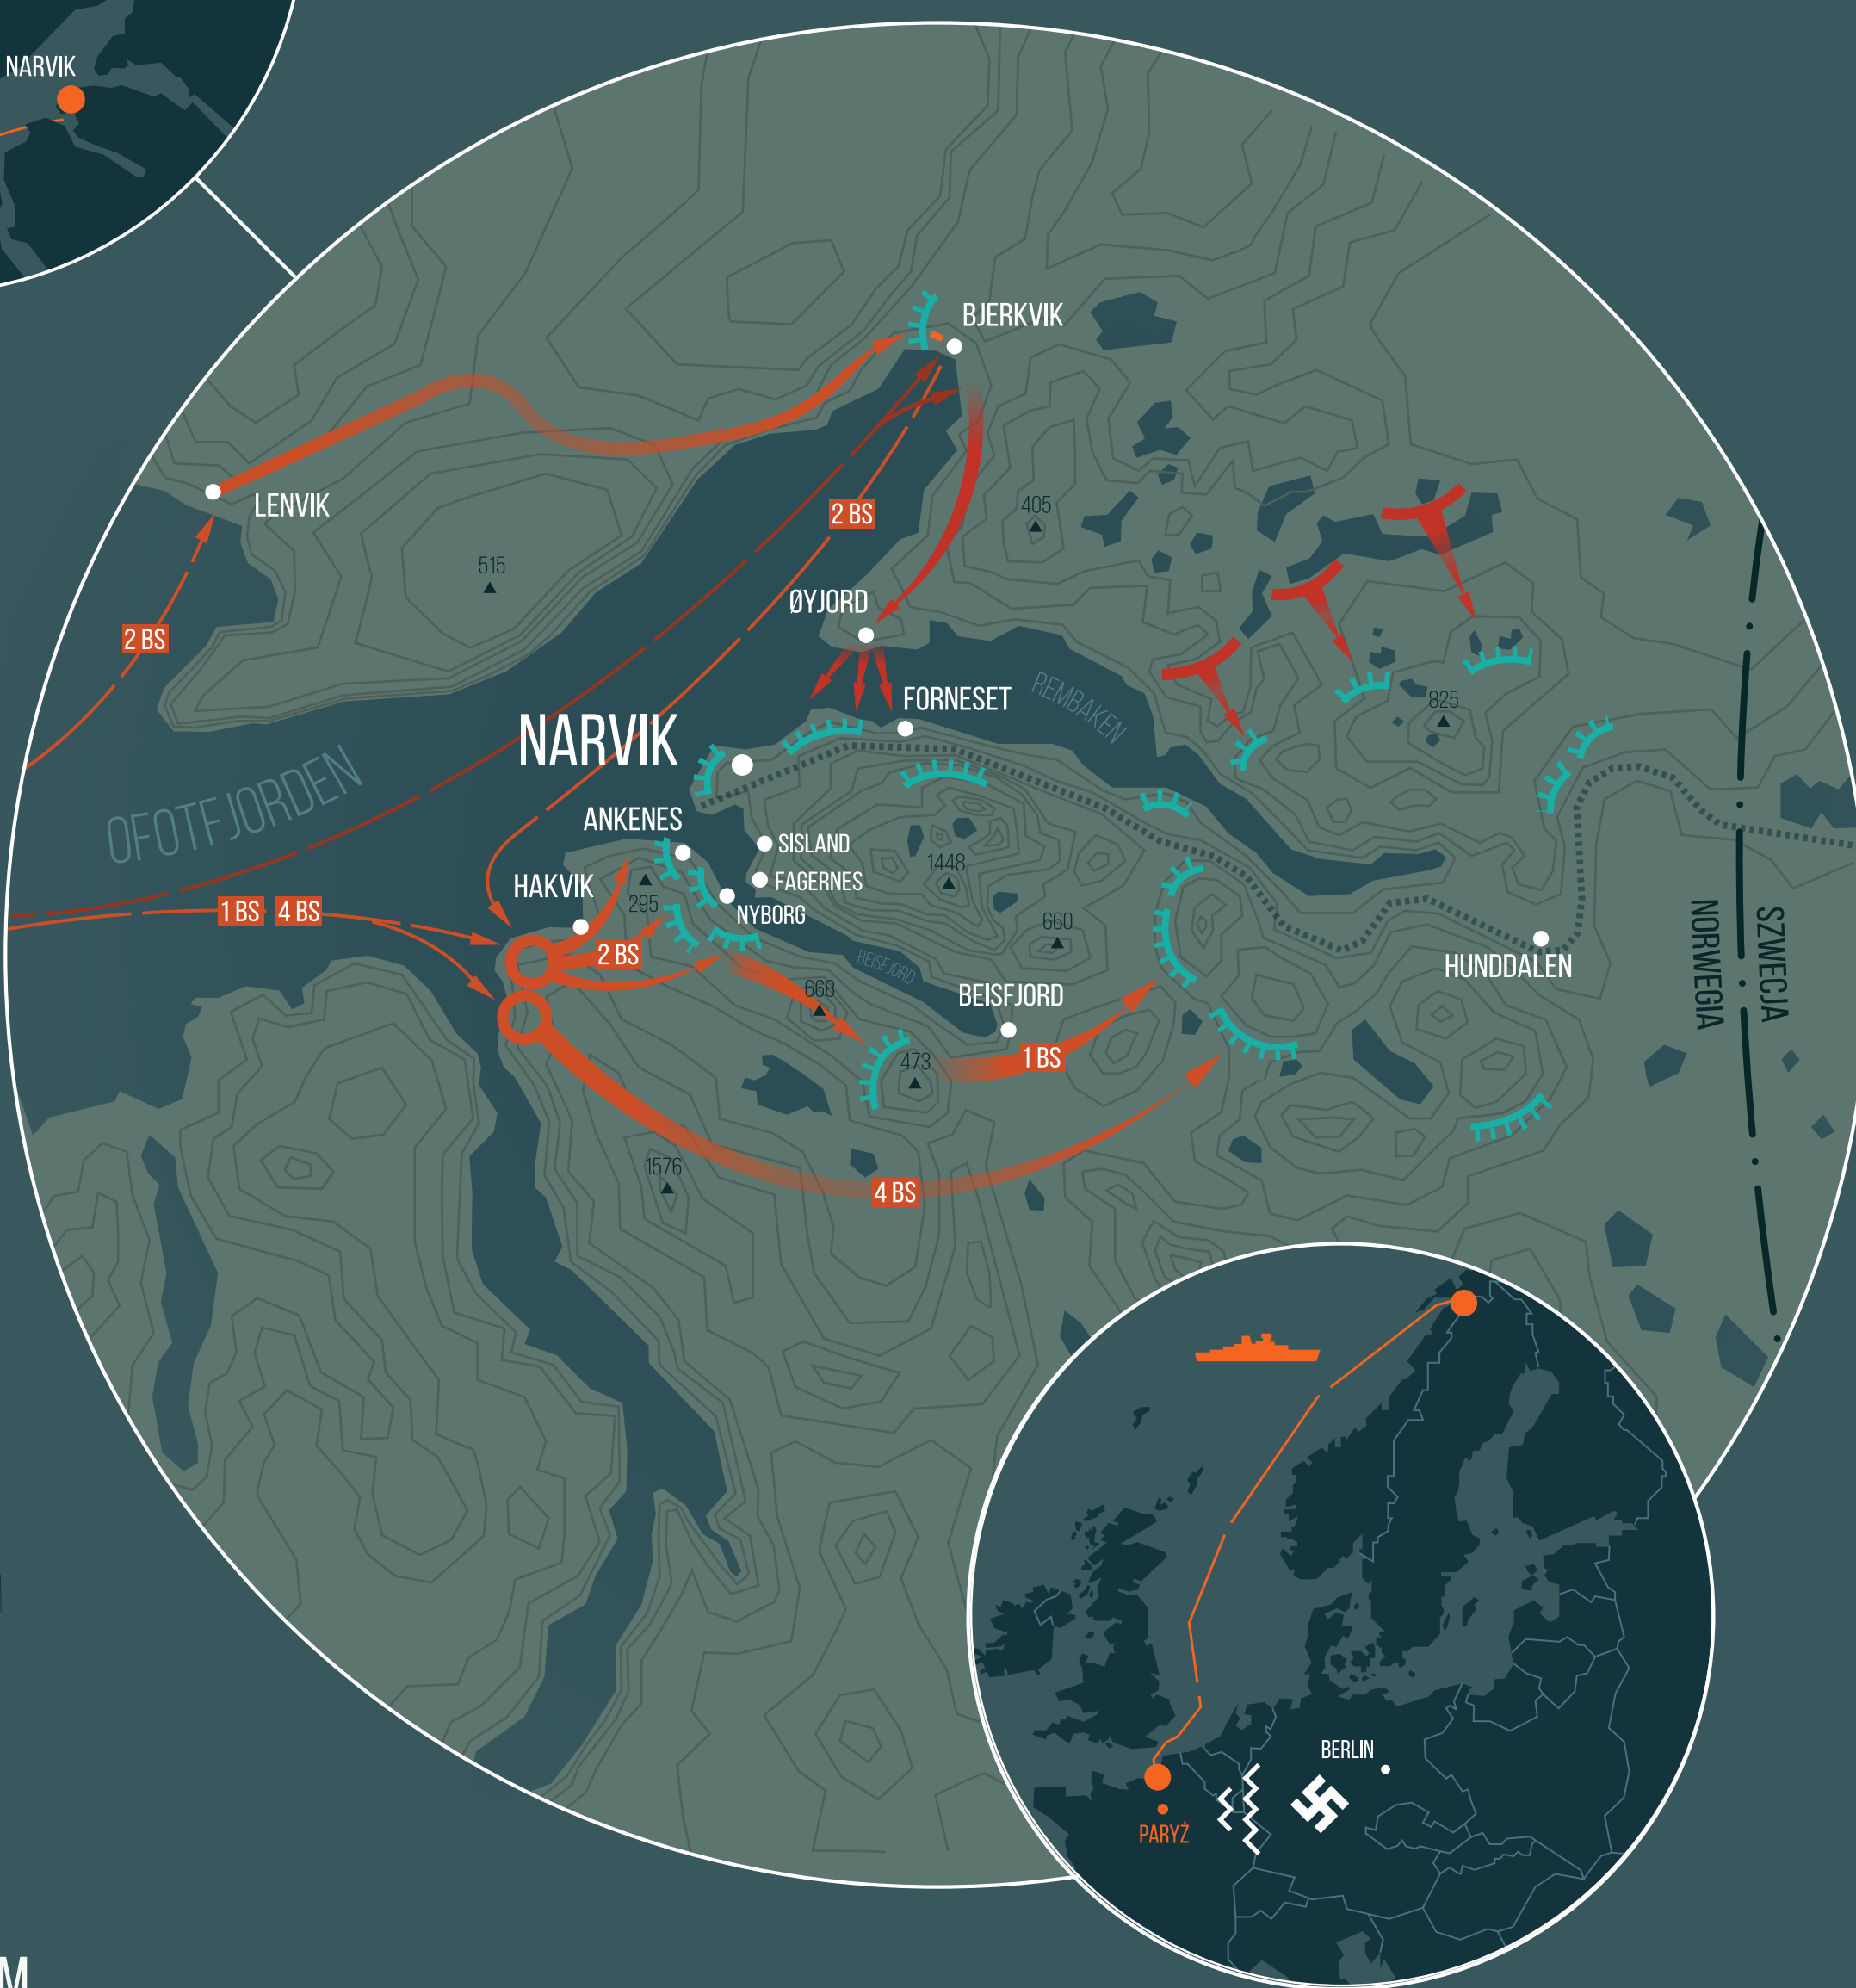 NARVIK
BJERKVIK
LENVIK
2 BS
405
515
ØYJORD
2 BS
FORNESET
REMBAKEN
825
NARVIK
OFOTFJORDEN
ANKENES
SISLAND
FAGERNES
1448
HAKVIK
295
NYBORG
660
1 BS 4 BS
2 BS
BEISFJORD
668
BEISFJORD
HUNDDALEN
NORWEGIA
SZWECJA
1 BS
473
1576
4 BS
BERLIN
PARYŻ
M